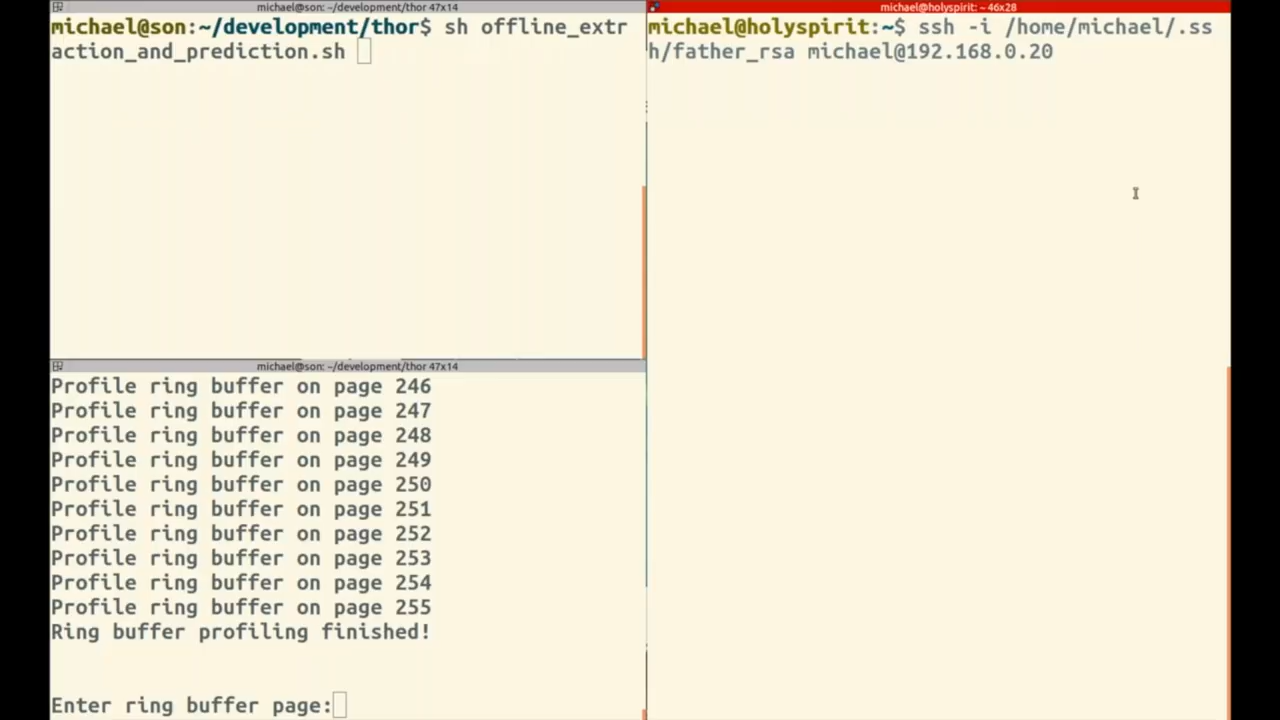 michael@son: ~/development/thor 47x14
michael@son:~/development/thor$ sh offline_extr
action_and_prediction.sh
michael@son: ~/development/thor 47x14
Profile ring buffer on page 246
Profile ring buffer on page 247
Profile ring buffer on page 248
Profile ring buffer on page 249
Profile ring buffer on page 250
Profile ring buffer on page 251
Profile ring buffer on page 252
Profile ring buffer on page 253
Profile ring buffer on page 254
Profile ring buffer on page 255
Ring buffer profiling finished!
Enter ring buffer page:
michael@holyspirit: ~ 46x28
michael@holyspirit:~$ ssh -i /home/michael/.ss
h/father_rsa michael@192.168.0.20